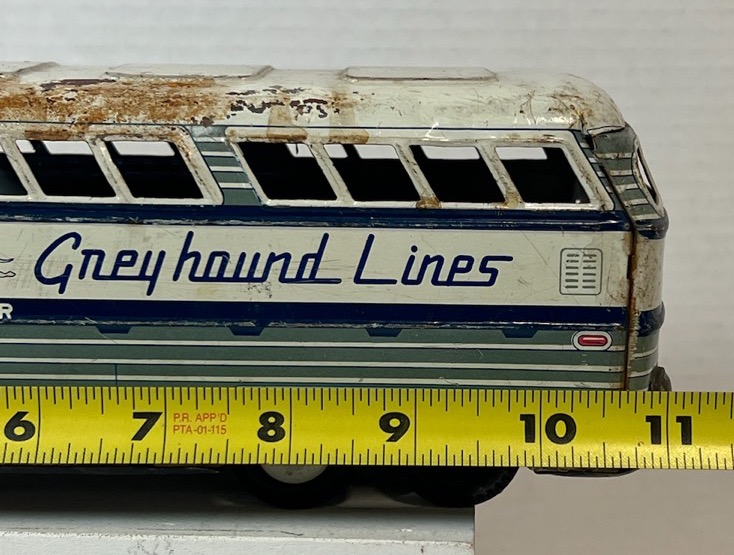 Greyhound Lines
R
6 7 P.R. APP'D 8 9 10 11
PTA-01-115